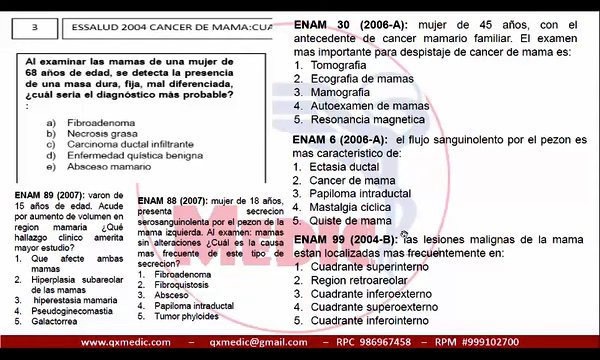 3
ESSALUD 2004 CANCER DE MAMA:CUA
Al examinar las mamas de una mujer de
68 años de edad, se detecta la presencia
de una masa dura, fija, mal diferenciada,
¿cuál sería el diagnóstico más probable?
:
a) Fibroadenoma
b) Necrosis grasa
c) Carcinoma ductal infiltrante
d) Enfermedad quística benigna
e) Absceso mamario
ENAM 89 (2007): varon de
15 años de edad. Acude
por aumento de volumen en
region mamaria ¿Qué
hallazgo clinico amerita
mayor estudio?
1. Que afecte ambas
mamas
2. Hiperplasia subareolar
de las mamas
3. hiperestasia mamaria
4. Pseudoginecomastia
5. Galactorrea
ENAM 88 (2007): mujer de 18 años,
presenta secrecion
serosanguinolenta por el pezon de la
mama izquierda. Al examen: mamas
sin alteraciones ¿Cuál es la causa
mas frecuente de este tipo de
secrecion?
1. Fibroadenoma
2. Fibroquistosis
3. Absceso
4. Papiloma intraductal
5. Tumor phyloides
ENAM 30 (2006-A): mujer de 45 años, con el
antecedente de cancer mamario familiar. El examen
mas importante para despistaje de cancer de mama es:
1. Tomografia
2. Ecografia de mamas
3. Mamografia
4. Autoexamen de mamas
5. Resonancia magnetica
ENAM 6 (2006-A): el flujo sanguinolento por el pezon es
mas caracteristico de:
1. Ectasia ductal
2. Cancer de mama
3. Papiloma intraductal
4. Mastalgia ciclica
5. Quiste de mama
ENAM 99 (2004-B): las lesiones malignas de la mama
estan localizadas mas frecuentemente en:
1. Cuadrante superinterno
2. Region retroareolar
3. Cuadrante inferoexterno
4. Cuadrante superoexterno
5. Cuadrante inferointerno
MEDIC
www.qxmedic.com – qxmedic@gmail.com – RPC 986967458 – RPM #999102700